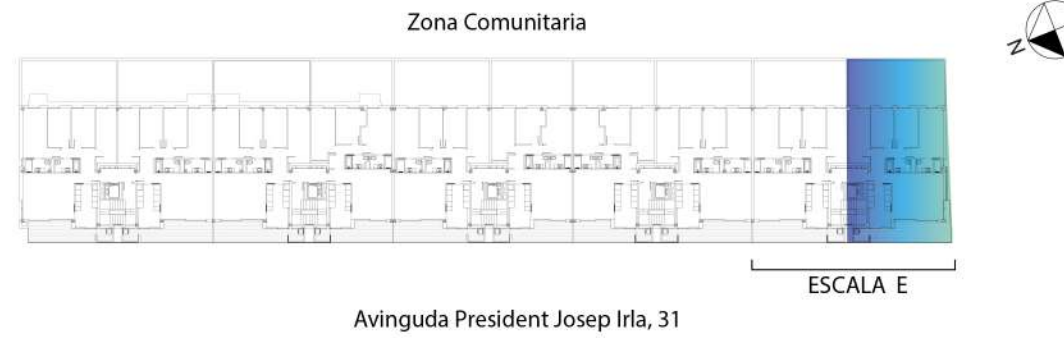 Zona Comunitaria
N
ESCALA E
Avinguda President Josep Irla, 31